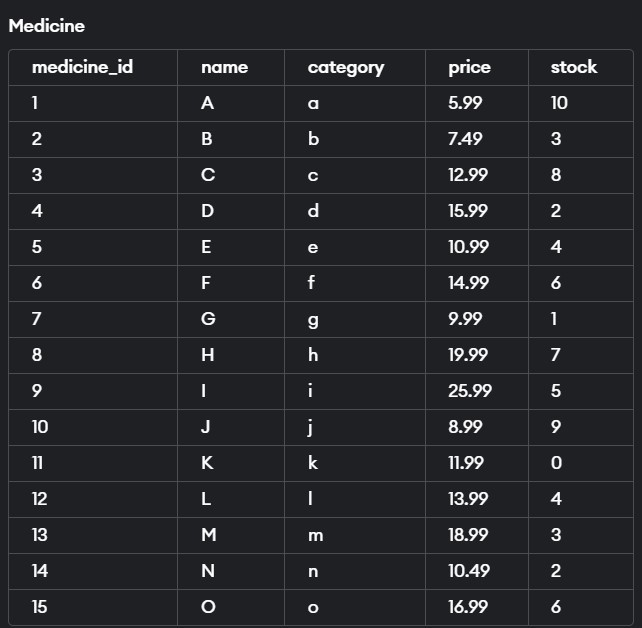 Medicine
medicine_id name category price stock
1 A a 5.99 10
2 B b 7.49 3
3 C c 12.99 8
4 D d 15.99 2
5 E e 10.99 4
6 F f 14.99 6
7 G g 9.99 1
8 H h 19.99 7
9 I i 25.99 5
10 J j 8.99 9
11 K k 11.99 0
12 L l 13.99 4
13 M m 18.99 3
14 N n 10.49 2
15 O o 16.99 6